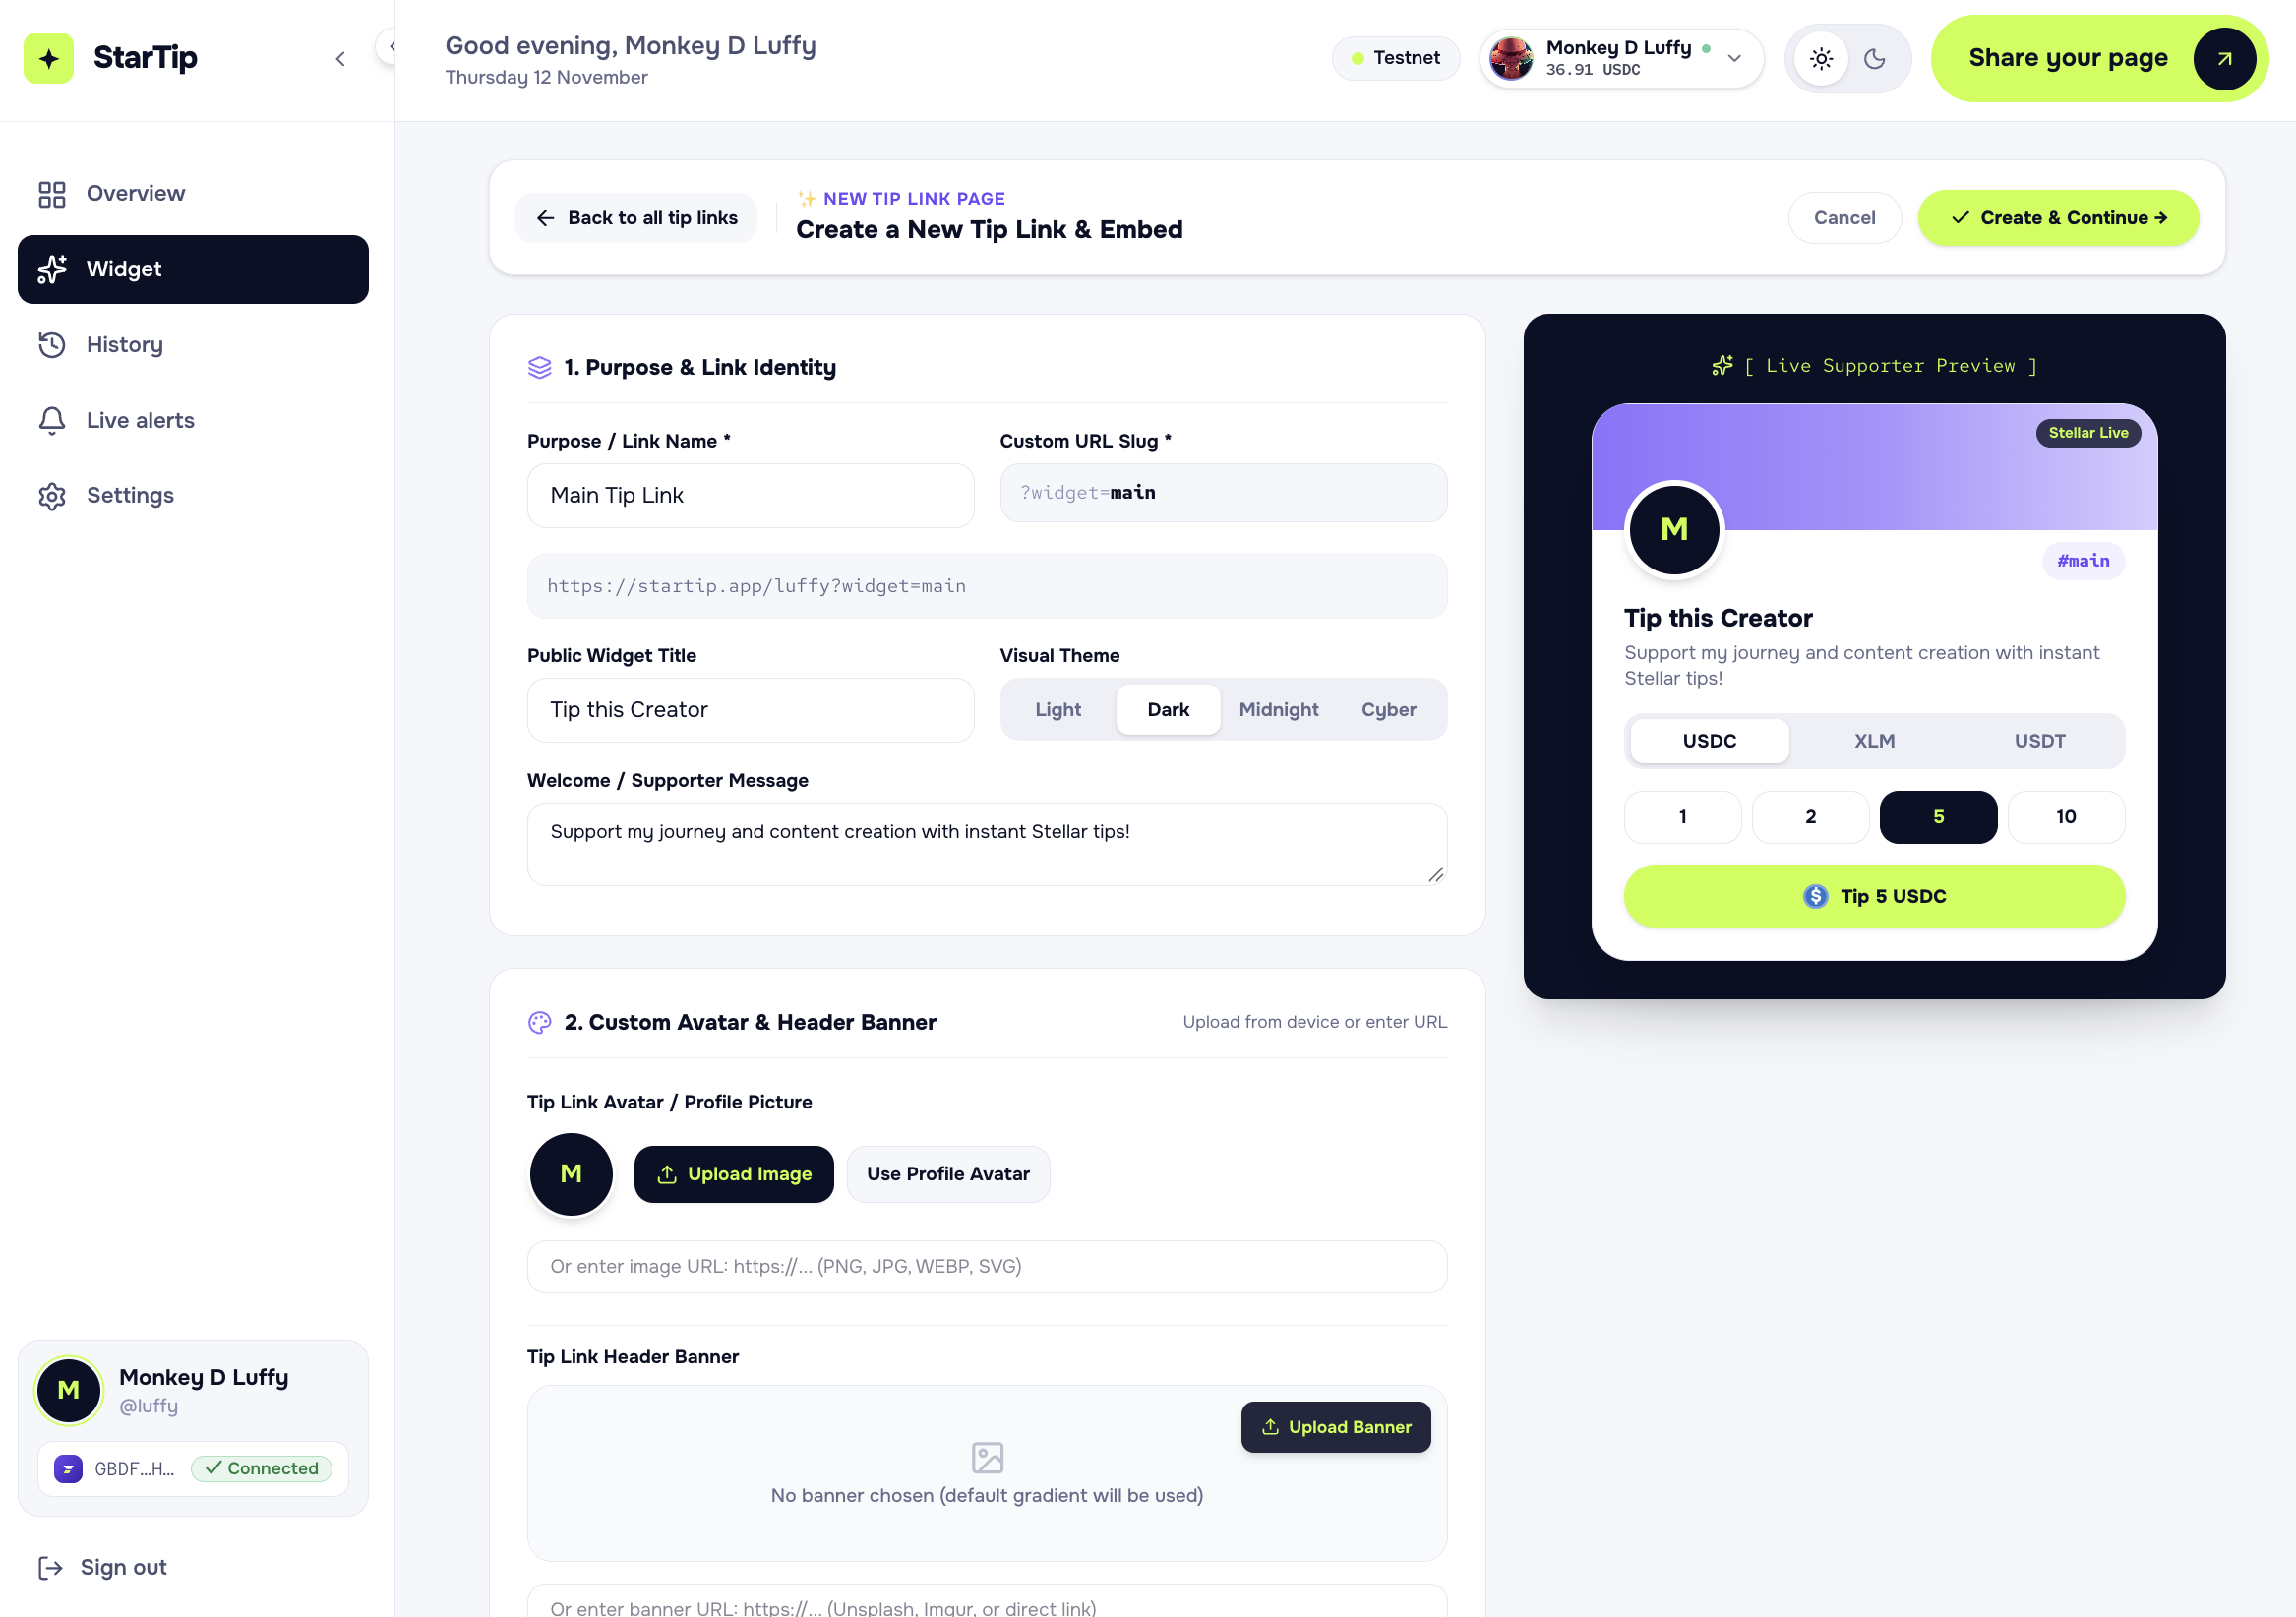 StarTip
Good evening, Monkey D Luffy
Thursday 12 November
Testnet
Monkey D Luffy
36.91 USDC
Share your page
Overview
Widget
History
Live alerts
Settings
Back to all tip links
✨ NEW TIP LINK PAGE
Create a New Tip Link & Embed
Cancel
Create & Continue →
1. Purpose & Link Identity
Purpose / Link Name *
Custom URL Slug *
Main Tip Link
?widget=main
https://startip.app/luffy?widget=main
Public Widget Title
Visual Theme
Tip this Creator
Light
Dark
Midnight
Cyber
Welcome / Supporter Message
Support my journey and content creation with instant Stellar tips!
[ Live Supporter Preview ]
Stellar Live
M
#main
Tip this Creator
Support my journey and content creation with instant
Stellar tips!
USDC
XLM
USDT
1
2
5
10
$ Tip 5 USDC
2. Custom Avatar & Header Banner
Upload from device or enter URL
Tip Link Avatar / Profile Picture
M
Upload Image
Use Profile Avatar
Or enter image URL: https://... (PNG, JPG, WEBP, SVG)
Tip Link Header Banner
Upload Banner
No banner chosen (default gradient will be used)
Or enter banner URL: https://... (Unsplash, Imgur, or direct link)
M
Monkey D Luffy
@luffy
GBDF...H...
Connected
Sign out